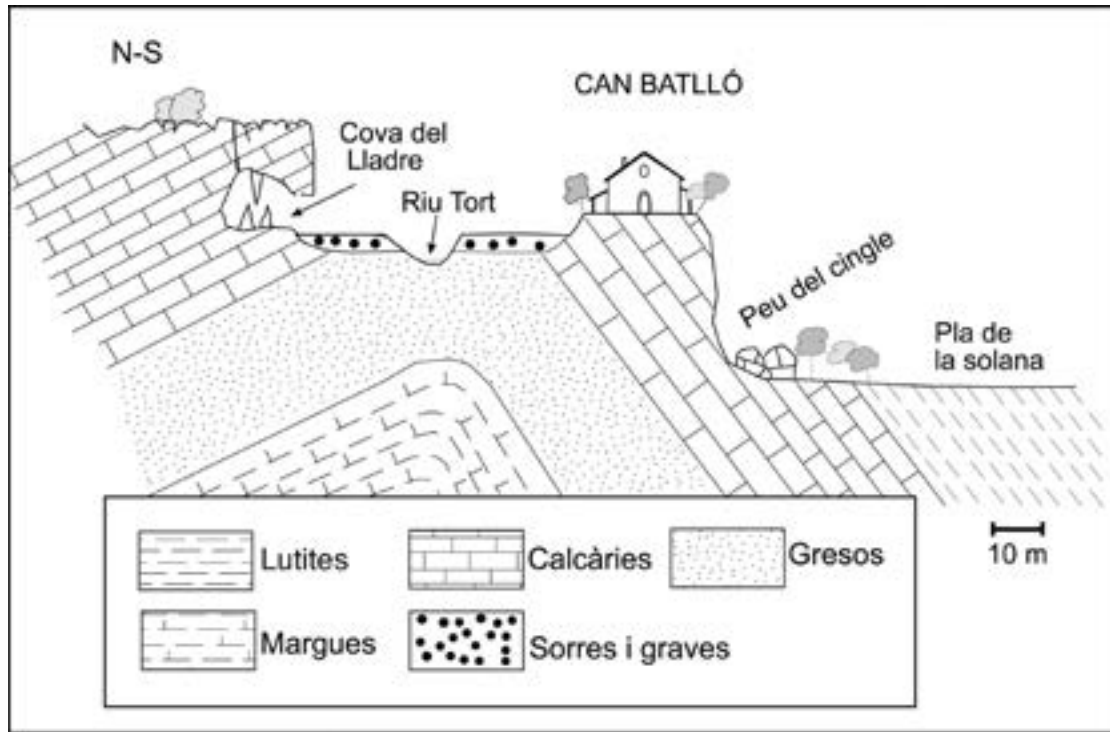 N-S
CAN BATLLÓ
Cova del
Lladre
Riu Tort
Peu del cingle
Pla de
la solana
10 m
Lutites
Calcàries
Gresos
Margues
Sorres i graves